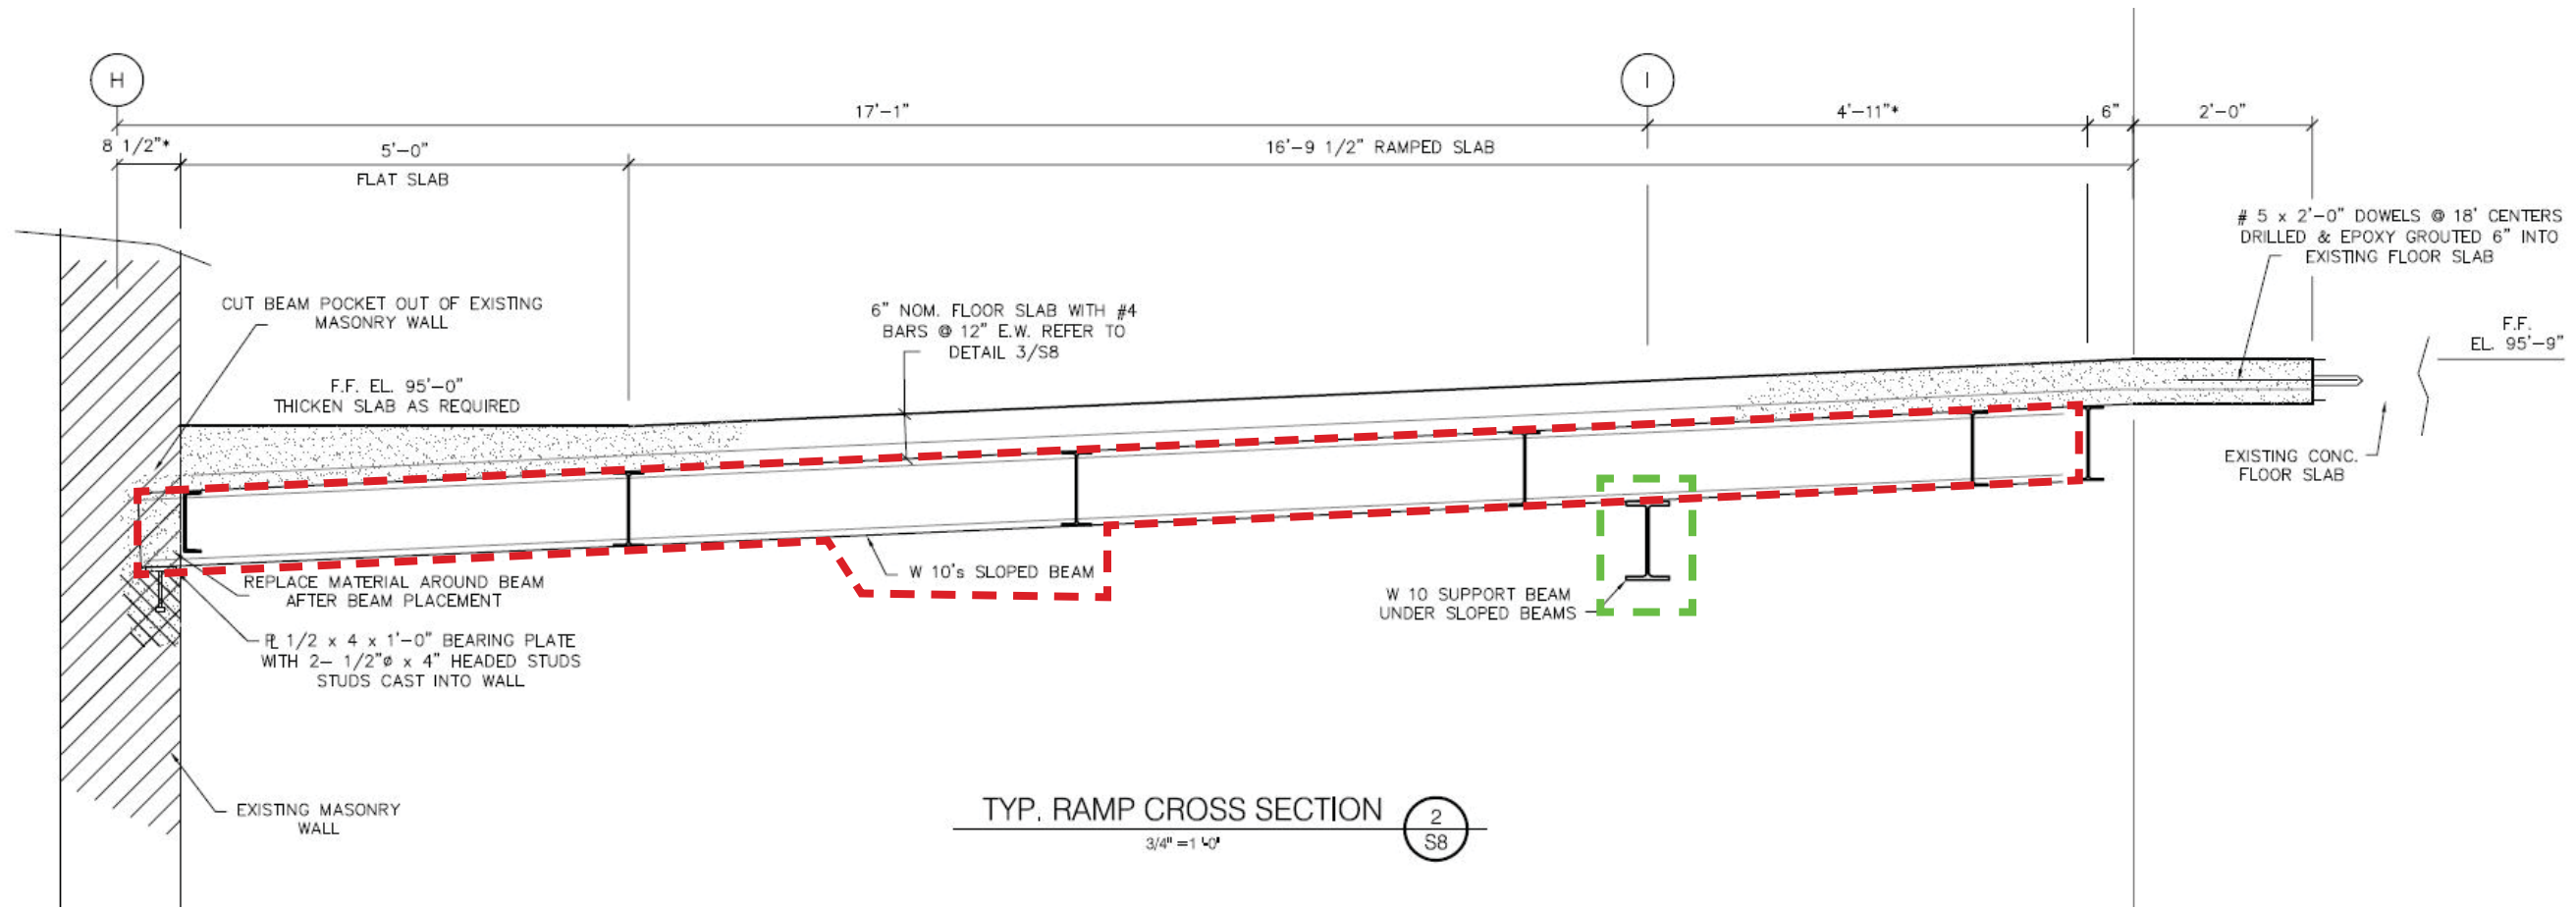 H
I
17'-1"
4'-11"*
6"
2'-0"
8 1/2"*
5'-0"
16'-9 1/2" RAMPED SLAB
FLAT SLAB
# 5 x 2'-0" DOWELS @ 18' CENTERS
DRILLED & EPOXY GROUTED 6" INTO
EXISTING FLOOR SLAB
CUT BEAM POCKET OUT OF EXISTING
MASONRY WALL
6" NOM. FLOOR SLAB WITH #4
BARS @ 12" E.W. REFER TO
DETAIL 3/S8
F.F.
EL. 95'-9"
F.F. EL. 95'-0"
THICKEN SLAB AS REQUIRED
EXISTING CONC.
FLOOR SLAB
W 10's SLOPED BEAM
REPLACE MATERIAL AROUND BEAM
AFTER BEAM PLACEMENT
W 10 SUPPORT BEAM
UNDER SLOPED BEAMS
PL 1/2 x 4 x 1'-0" BEARING PLATE
WITH 2- 1/2"ø x 4" HEADED STUDS
STUDS CAST INTO WALL
EXISTING MASONRY
WALL
TYP. RAMP CROSS SECTION
2
S8
3/4" =1'-0"